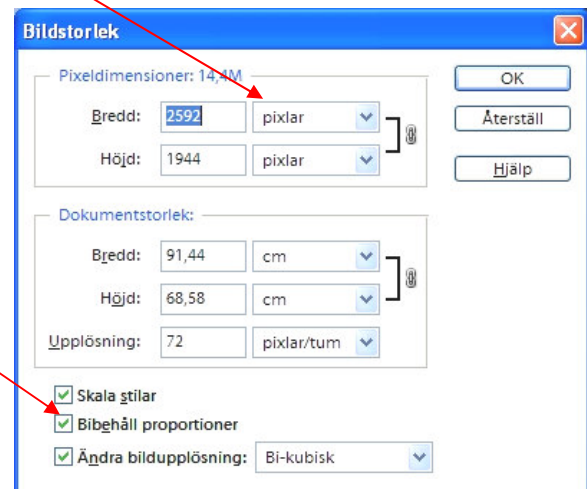 Bildstorlek
Pixeldimensioner: 14,4M
OK
Bredd: 2592 pixlar
Återställ
Höjd: 1944 pixlar
Hjälp
Dokumentstorlek:
Bredd: 91,44 cm
Höjd: 68,58 cm
Upplösning: 72 pixlar/tum
Skala stilar
Bibehåll proportioner
Ändra bildupplösning: Bi-kubisk